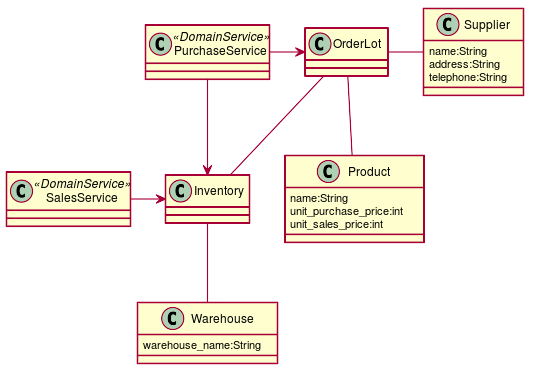 C «DomainService»
PurchaseService
C OrderLot
C Supplier
name:String
address:String
telephone:String
C «DomainService»
SalesService
C Inventory
C Product
name:String
unit_purchase_price:int
unit_sales_price:int
C Warehouse
warehouse_name:String